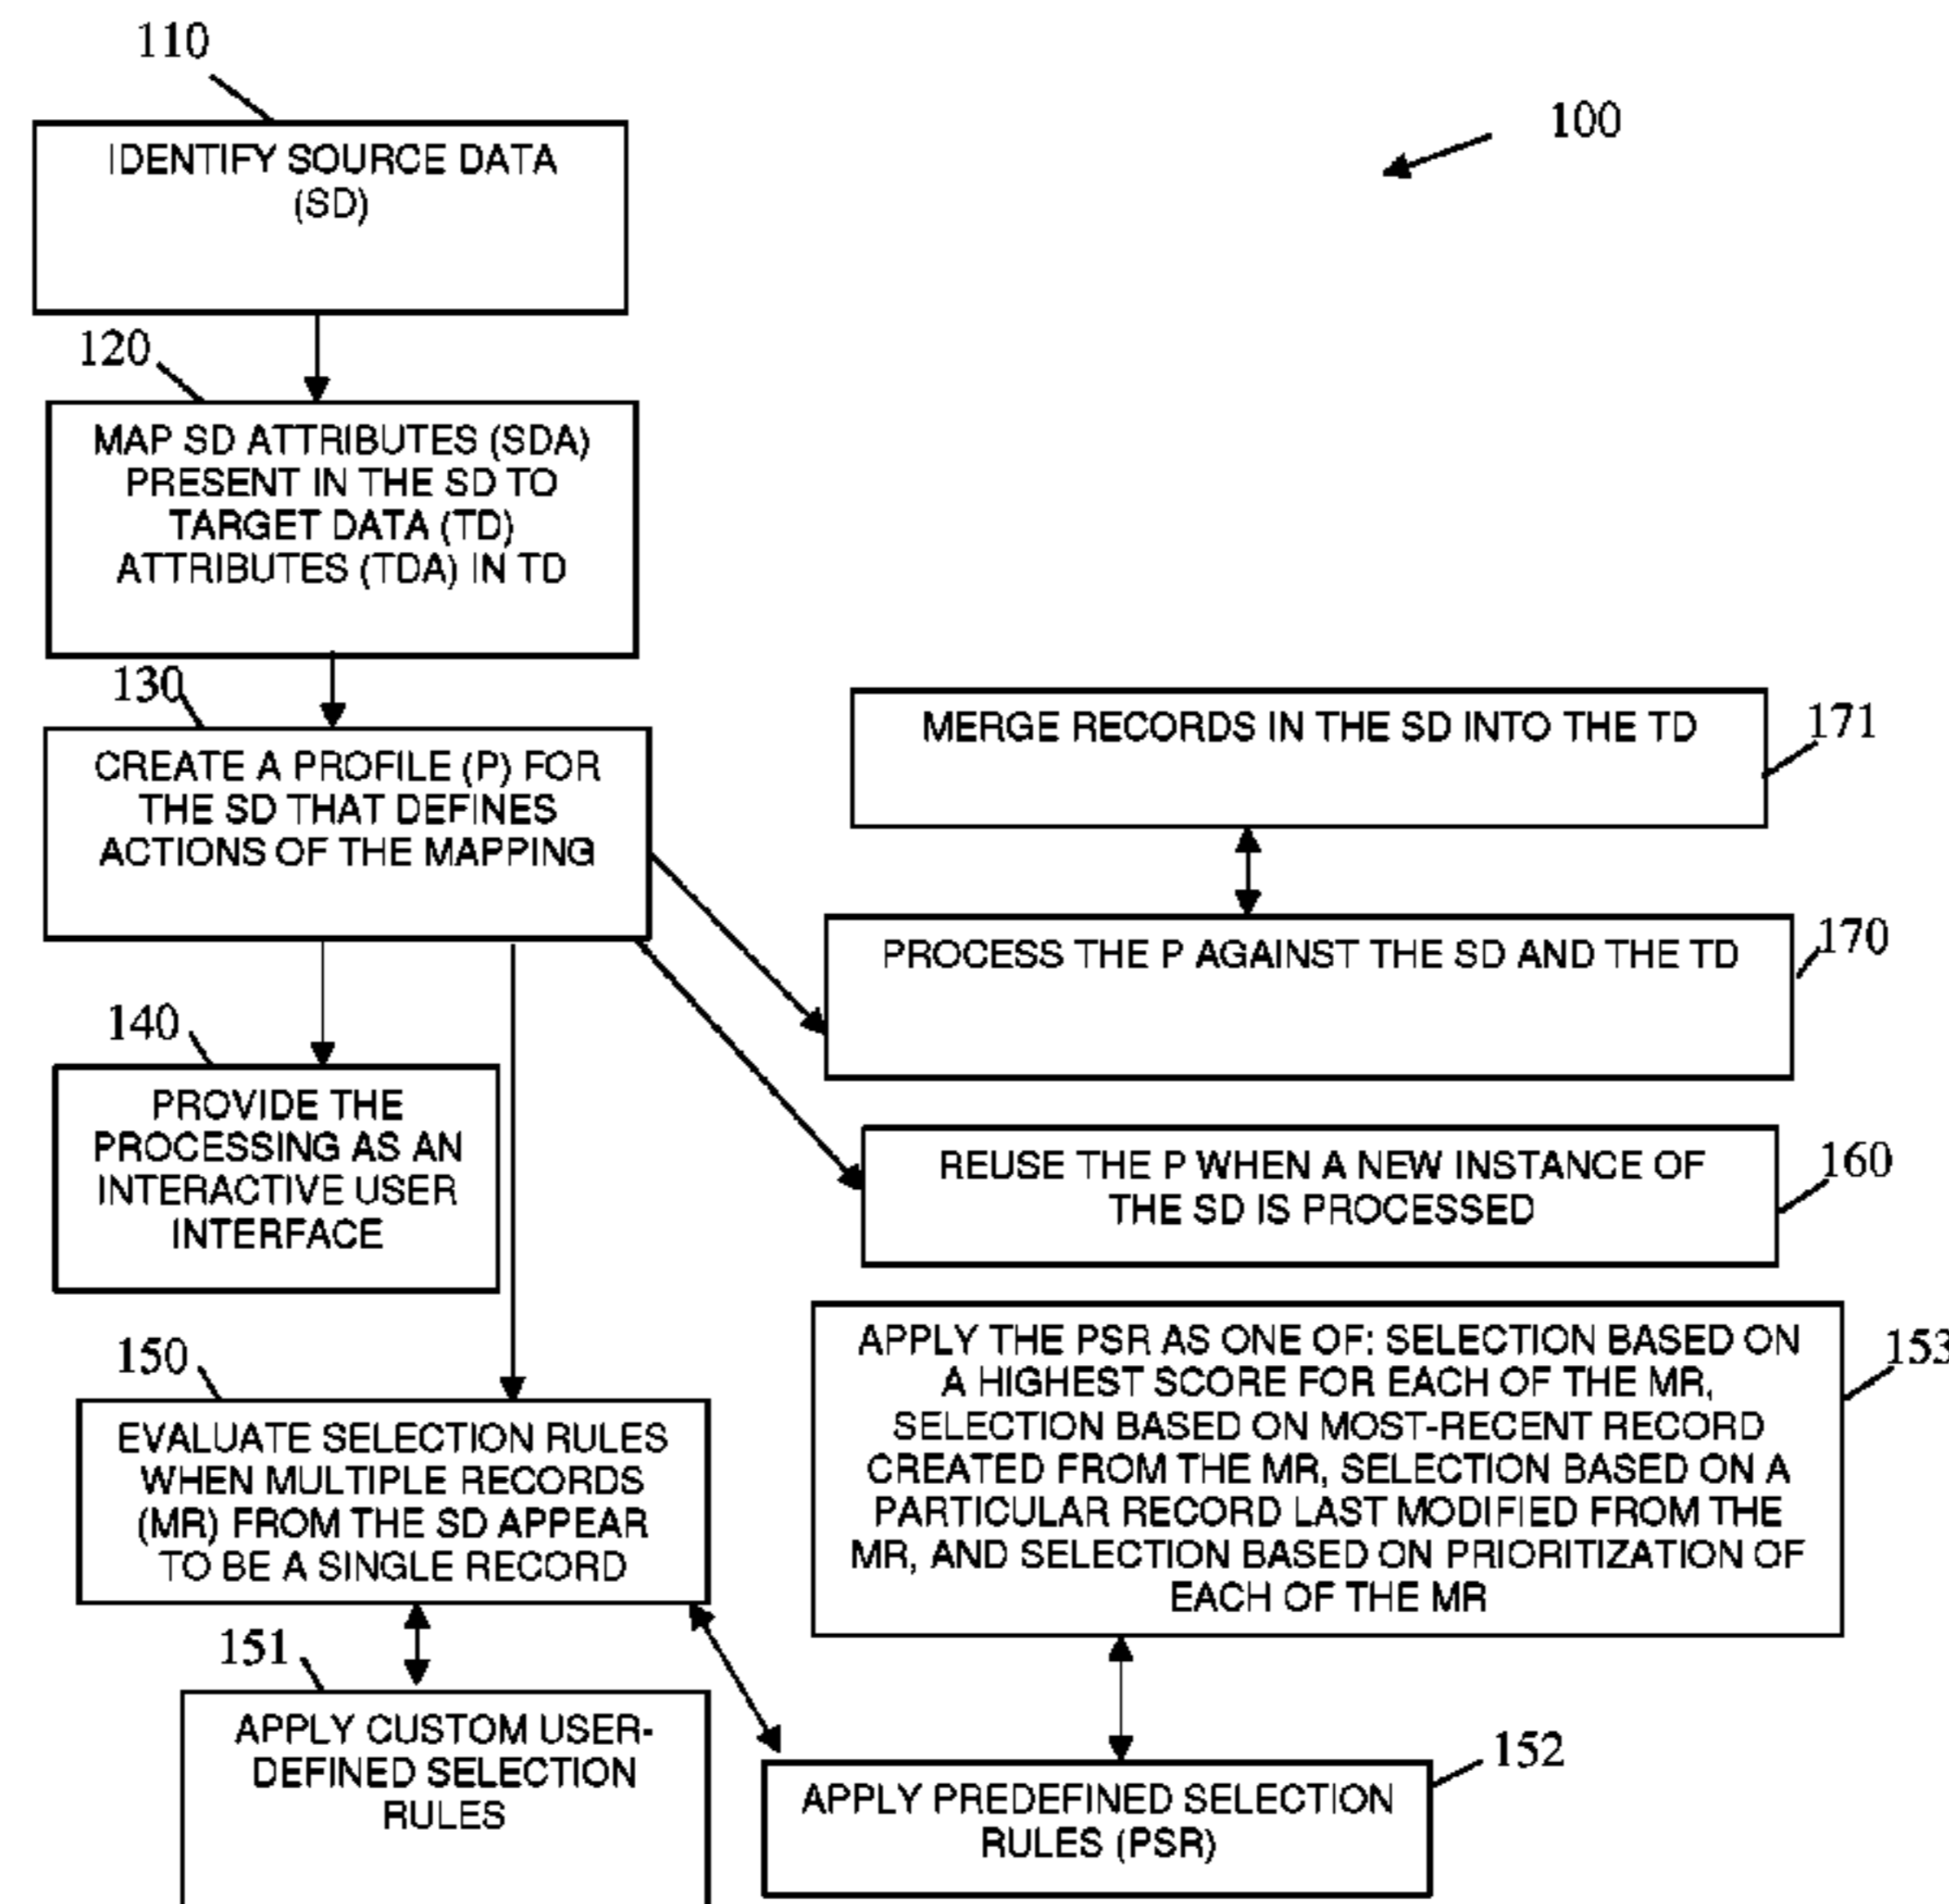 110
100
IDENTIFY SOURCE DATA
(SD)
120
MAP SD ATTRIBUTES (SDA)
PRESENT IN THE SD TO
TARGET DATA (TD)
ATTRIBUTES (TDA) IN TD
130
CREATE A PROFILE (P) FOR
THE SD THAT DEFINES
ACTIONS OF THE MAPPING
MERGE RECORDS IN THE SD INTO THE TD
171
PROCESS THE P AGAINST THE SD AND THE TD
170
140
PROVIDE THE
PROCESSING AS AN
INTERACTIVE USER
INTERFACE
REUSE THE P WHEN A NEW INSTANCE OF
THE SD IS PROCESSED
160
150
EVALUATE SELECTION RULES
WHEN MULTIPLE RECORDS
(MR) FROM THE SD APPEAR
TO BE A SINGLE RECORD
APPLY THE PSR AS ONE OF: SELECTION BASED ON
A HIGHEST SCORE FOR EACH OF THE MR,
SELECTION BASED ON MOST-RECENT RECORD
CREATED FROM THE MR, SELECTION BASED ON A
PARTICULAR RECORD LAST MODIFIED FROM THE
MR, AND SELECTION BASED ON PRIORITIZATION OF
EACH OF THE MR
153
151
APPLY CUSTOM USER-
DEFINED SELECTION
RULES
152
APPLY PREDEFINED SELECTION
RULES (PSR)